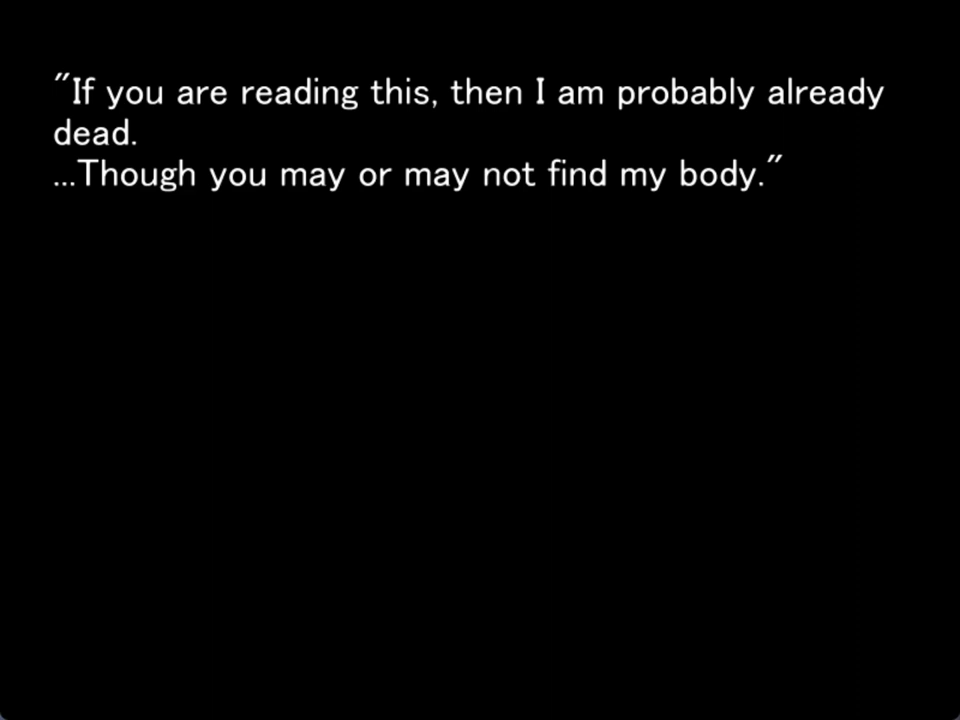 "If you are reading this, then I am probably already
dead.
...Though you may or may not find my body."